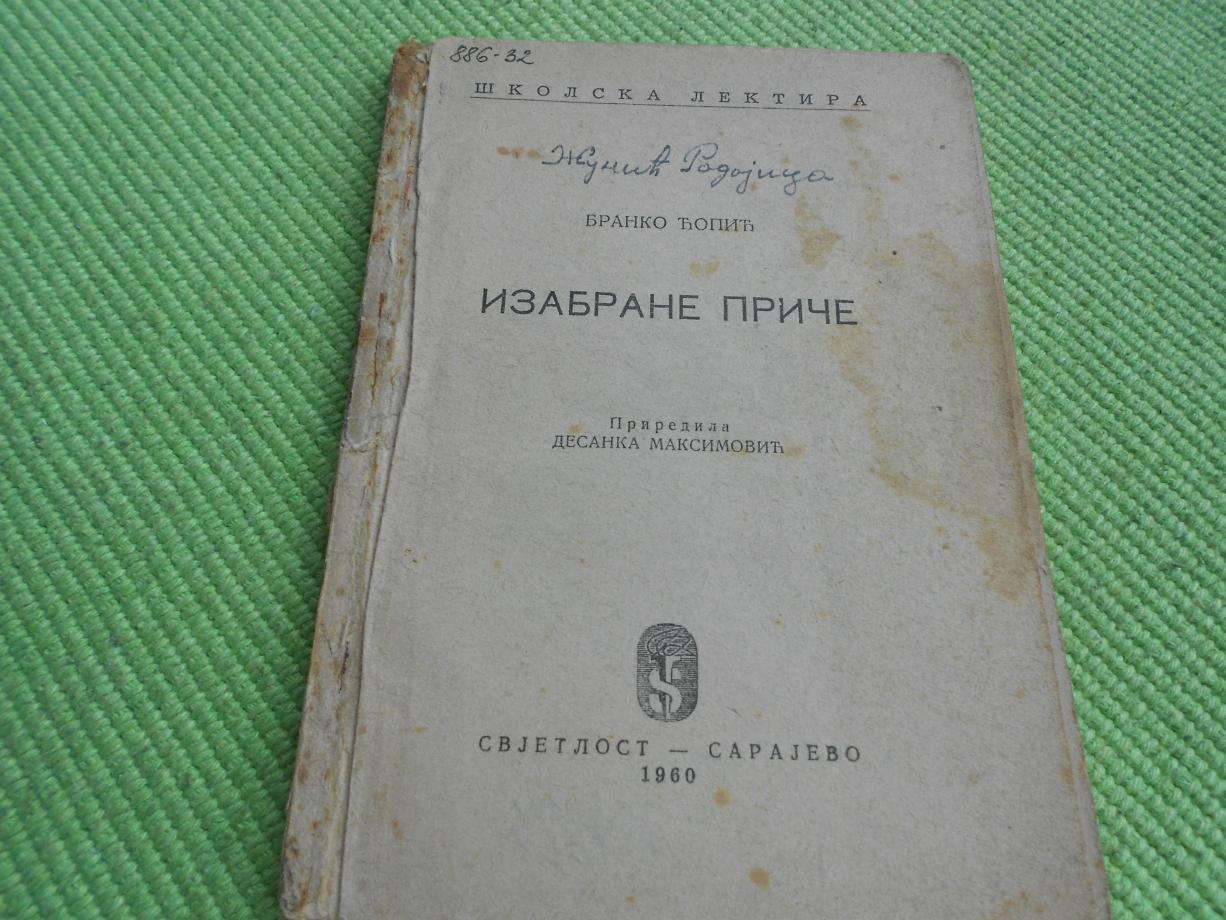 886-32
ШКОЛСКА ЛЕКТИРА
Жунић Радојица
БРАНКО ЋОПИЋ
ИЗАБРАНЕ ПРИЧЕ
Приредила
ДЕСАНКА МАКСИМОВИЋ
СВЈЕТЛОСТ — САРАЈЕВО
1960